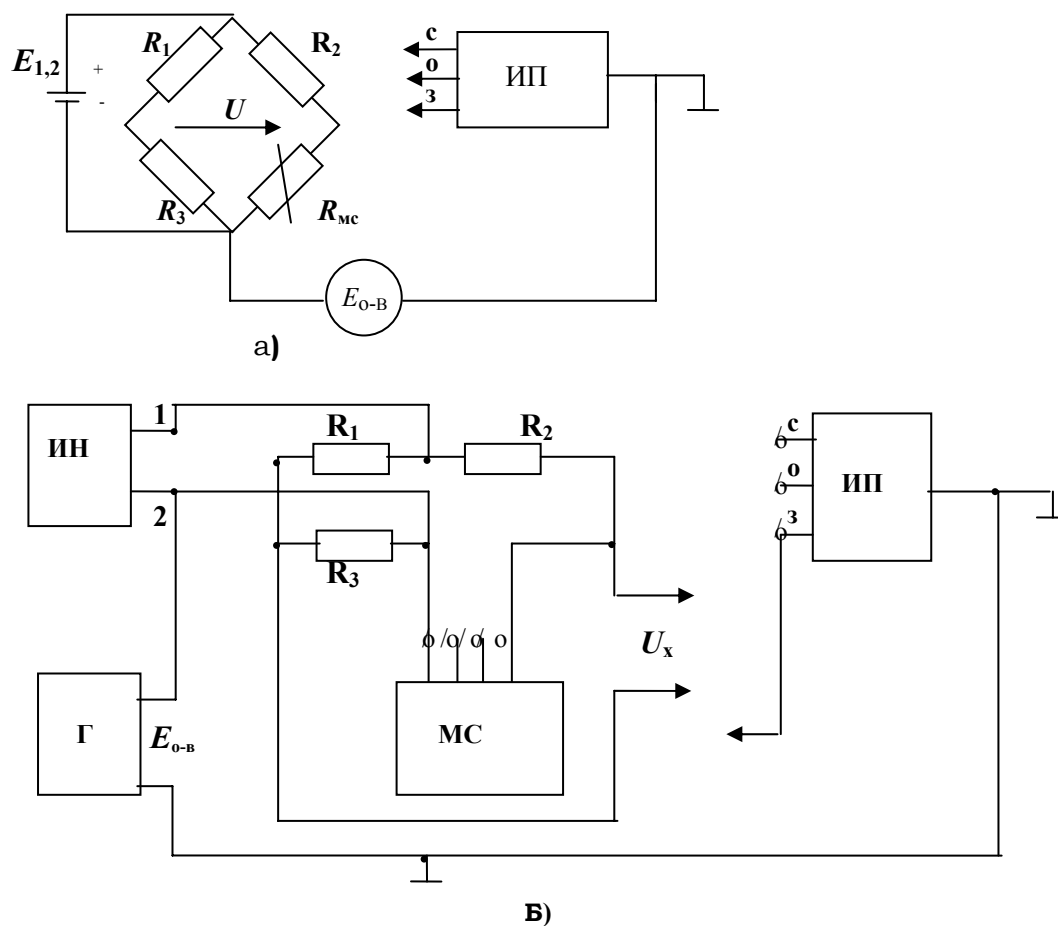 R₁ R₂ с
E₁,₂ + о ИП
- U з
R₃ Rмс
Eо-В
а)
1 R₁ R₂ с
ИН о ИП
2 з
R₃
Uх
Г Eо-в МС
Б)